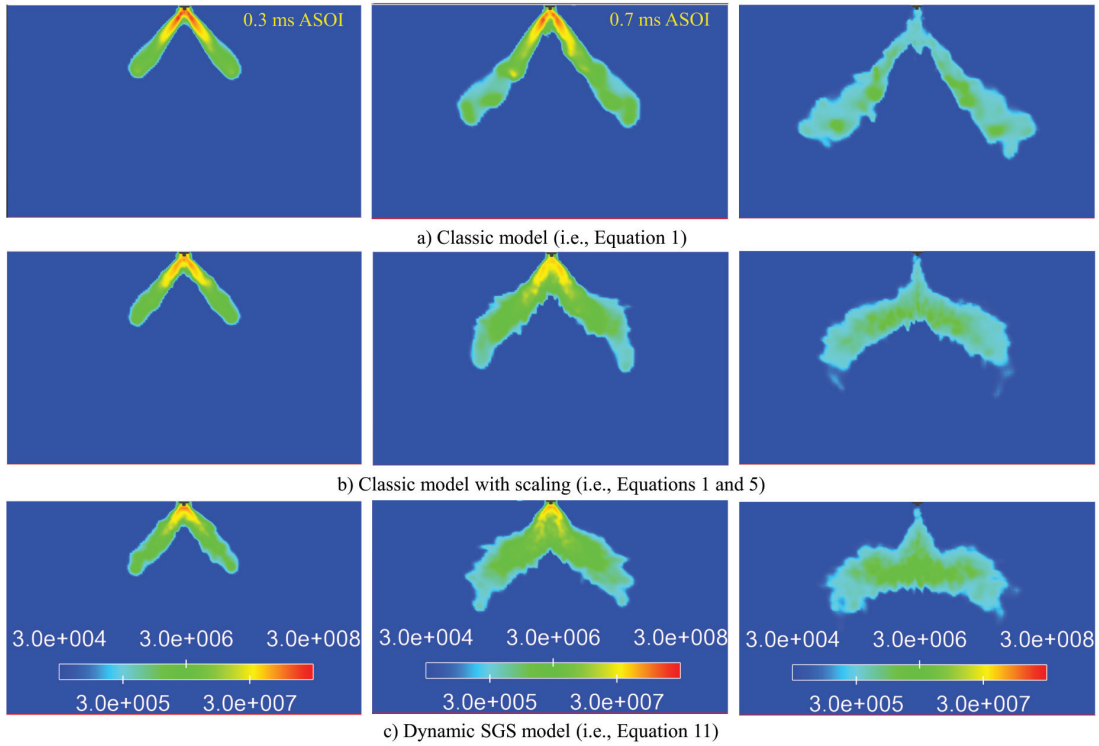 0.3 ms ASOI
0.7 ms ASOI
a) Classic model (i.e., Equation 1)
b) Classic model with scaling (i.e., Equations 1 and 5)
3.0e+004 3.0e+006 3.0e+008
3.0e+005 3.0e+007
3.0e+004 3.0e+006 3.0e+008
3.0e+005 3.0e+007
3.0e+004 3.0e+006 3.0e+008
3.0e+005 3.0e+007
c) Dynamic SGS model (i.e., Equation 11)